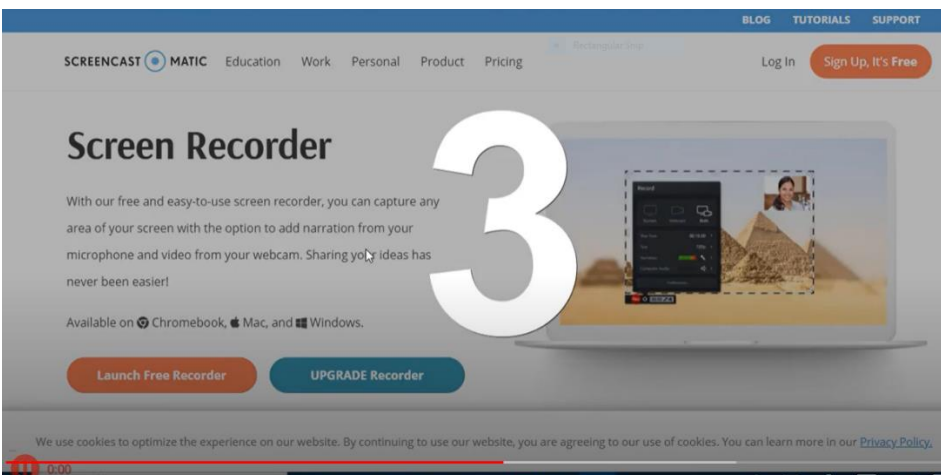 BLOG TUTORIALS SUPPORT
SCREENCAST MATIC Education Work Personal Product Pricing Log In Sign Up, It's Free
Screen Recorder
With our free and easy-to-use screen recorder, you can capture any
area of your screen with the option to add narration from your
microphone and video from your webcam. Sharing your ideas has
never been easier!
Available on Chromebook, Mac, and Windows.
Launch Free Recorder UPGRADE Recorder
3
Record
We use cookies to optimize the experience on our website. By continuing to use our website, you are agreeing to our use of cookies. You can learn more in our Privacy Policy.
0:00